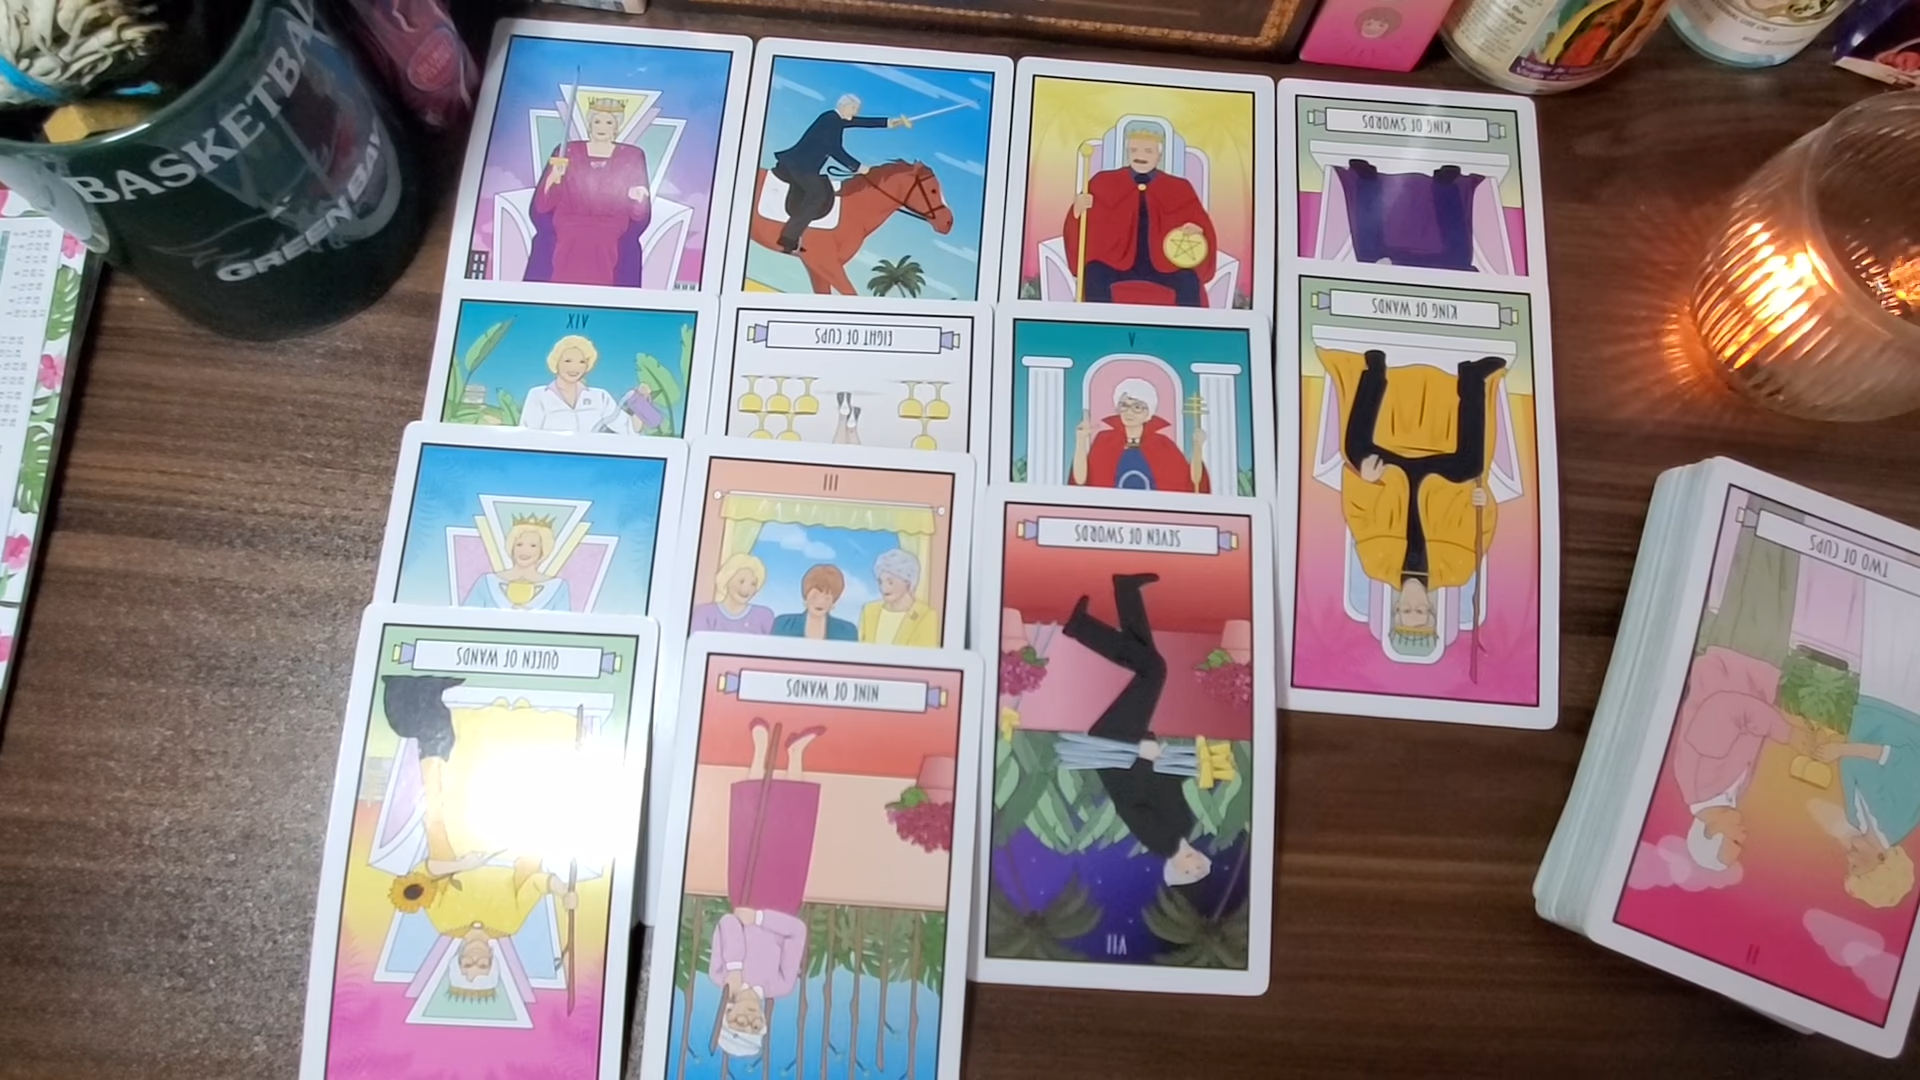 BASKETBA
GREEN BA
KING OF SWORDS
KING OF WANDS
XIV
EIGHT OF CUPS
V
III
SEVEN OF SWORDS
VII
QUEEN OF WANDS
NINE OF WANDS
TWO OF CUPS
II